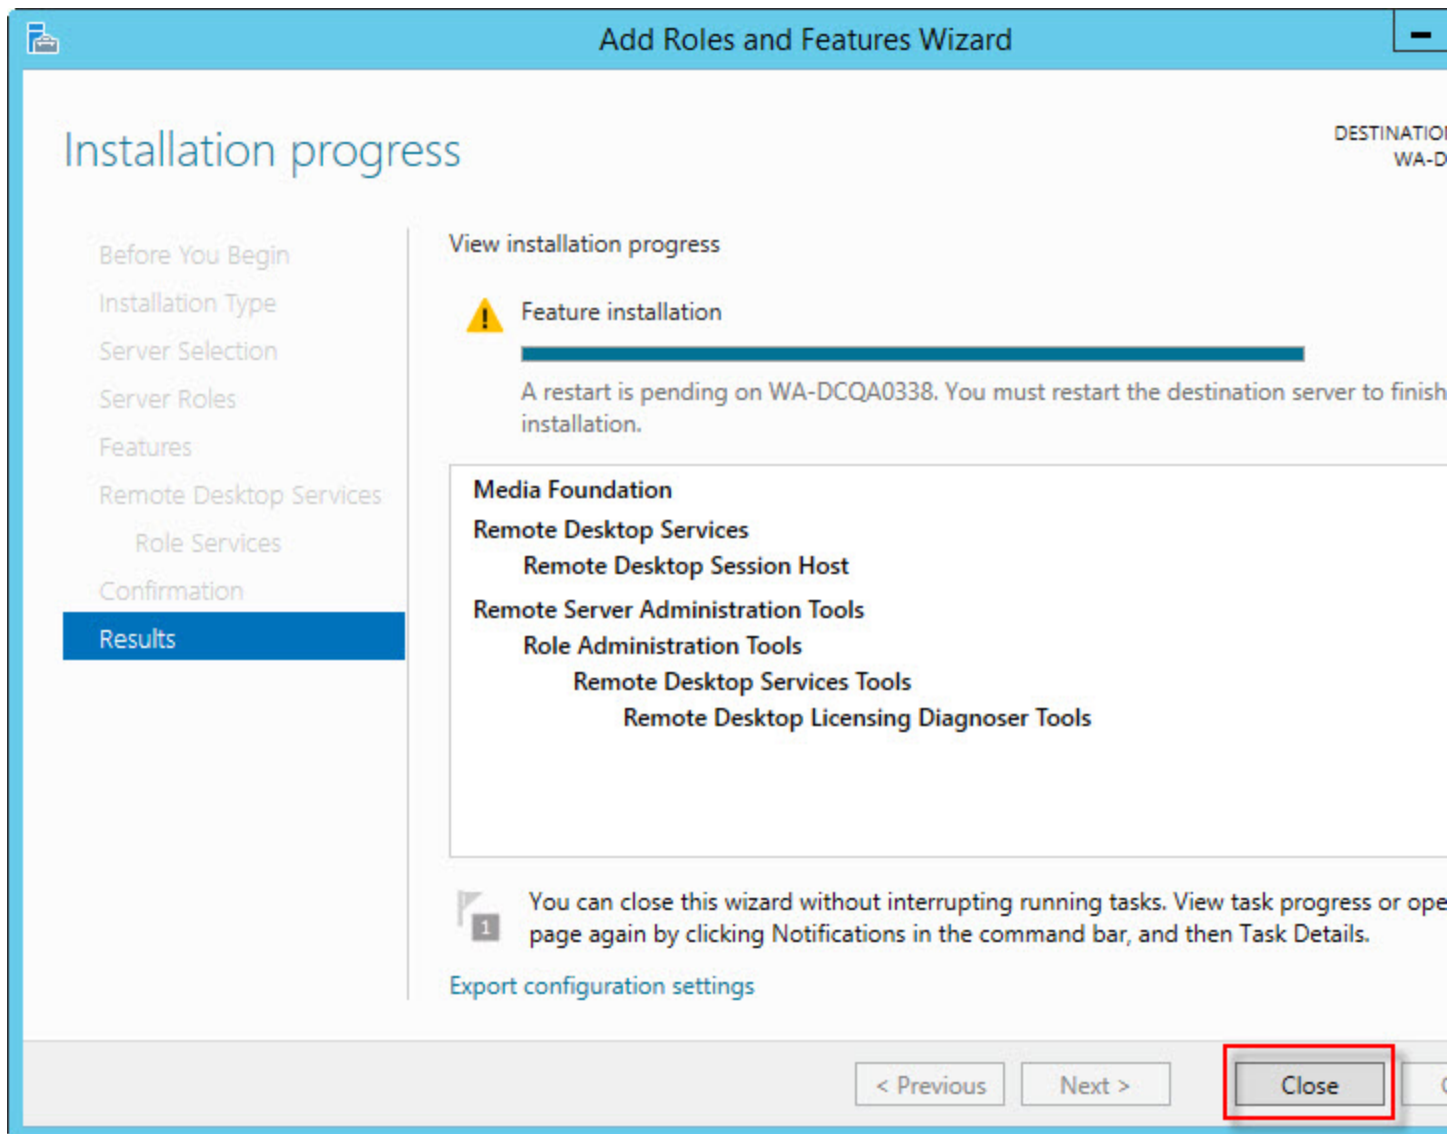 Add Roles and Features Wizard
Installation progress
WA-D
Before You Begin
Installation Type
Server Selection
Server Roles
Features
Remote Desktop Services
Role Services
Confirmation
Results
View installation progress
Feature installation
A restart is pending on WA-DCQA0338. You must restart the destination server to finish
installation.
Media Foundation
Remote Desktop Services
Remote Desktop Session Host
Remote Server Administration Tools
Role Administration Tools
Remote Desktop Services Tools
Remote Desktop Licensing Diagnoser Tools
1
You can close this wizard without interrupting running tasks. View task progress or ope
page again by clicking Notifications in the command bar, and then Task Details.
Export configuration settings
< Previous
Next >
Close